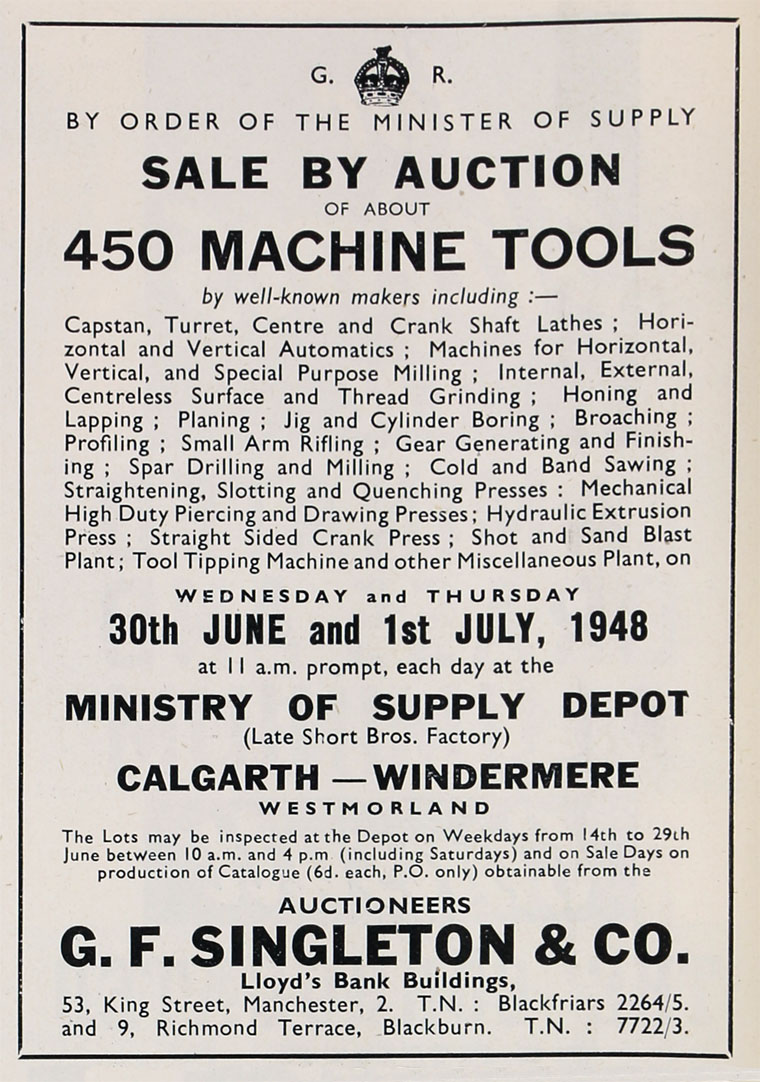 G. R.
BY ORDER OF THE MINISTER OF SUPPLY
SALE BY AUCTION
OF ABOUT
450 MACHINE TOOLS
by well-known makers including :—
Capstan, Turret, Centre and Crank Shaft Lathes ; Hori-
zontal and Vertical Automatics ; Machines for Horizontal,
Vertical, and Special Purpose Milling ; Internal, External,
Centreless Surface and Thread Grinding ; Honing and
Lapping ; Planing ; Jig and Cylinder Boring ; Broaching ;
Profiling ; Small Arm Rifling ; Gear Generating and Finish-
ing ; Spar Drilling and Milling ; Cold and Band Sawing ;
Straightening, Slotting and Quenching Presses : Mechanical
High Duty Piercing and Drawing Presses ; Hydraulic Extrusion
Press ; Straight Sided Crank Press ; Shot and Sand Blast
Plant ; Tool Tipping Machine and other Miscellaneous Plant, on
WEDNESDAY and THURSDAY
30th JUNE and 1st JULY, 1948
at 11 a.m. prompt, each day at the
MINISTRY OF SUPPLY DEPOT
(Late Short Bros. Factory)
CALGARTH — WINDERMERE
WESTMORLAND
The Lots may be inspected at the Depot on Weekdays from 14th to 29th
June between 10 a.m. and 4 p.m. (including Saturdays) and on Sale Days on
production of Catalogue (6d. each, P.O. only) obtainable from the
AUCTIONEERS
G. F. SINGLETON & CO.
Lloyd's Bank Buildings,
53, King Street, Manchester, 2. T.N. : Blackfriars 2264/5.
and 9, Richmond Terrace, Blackburn. T.N. : 7722/3.